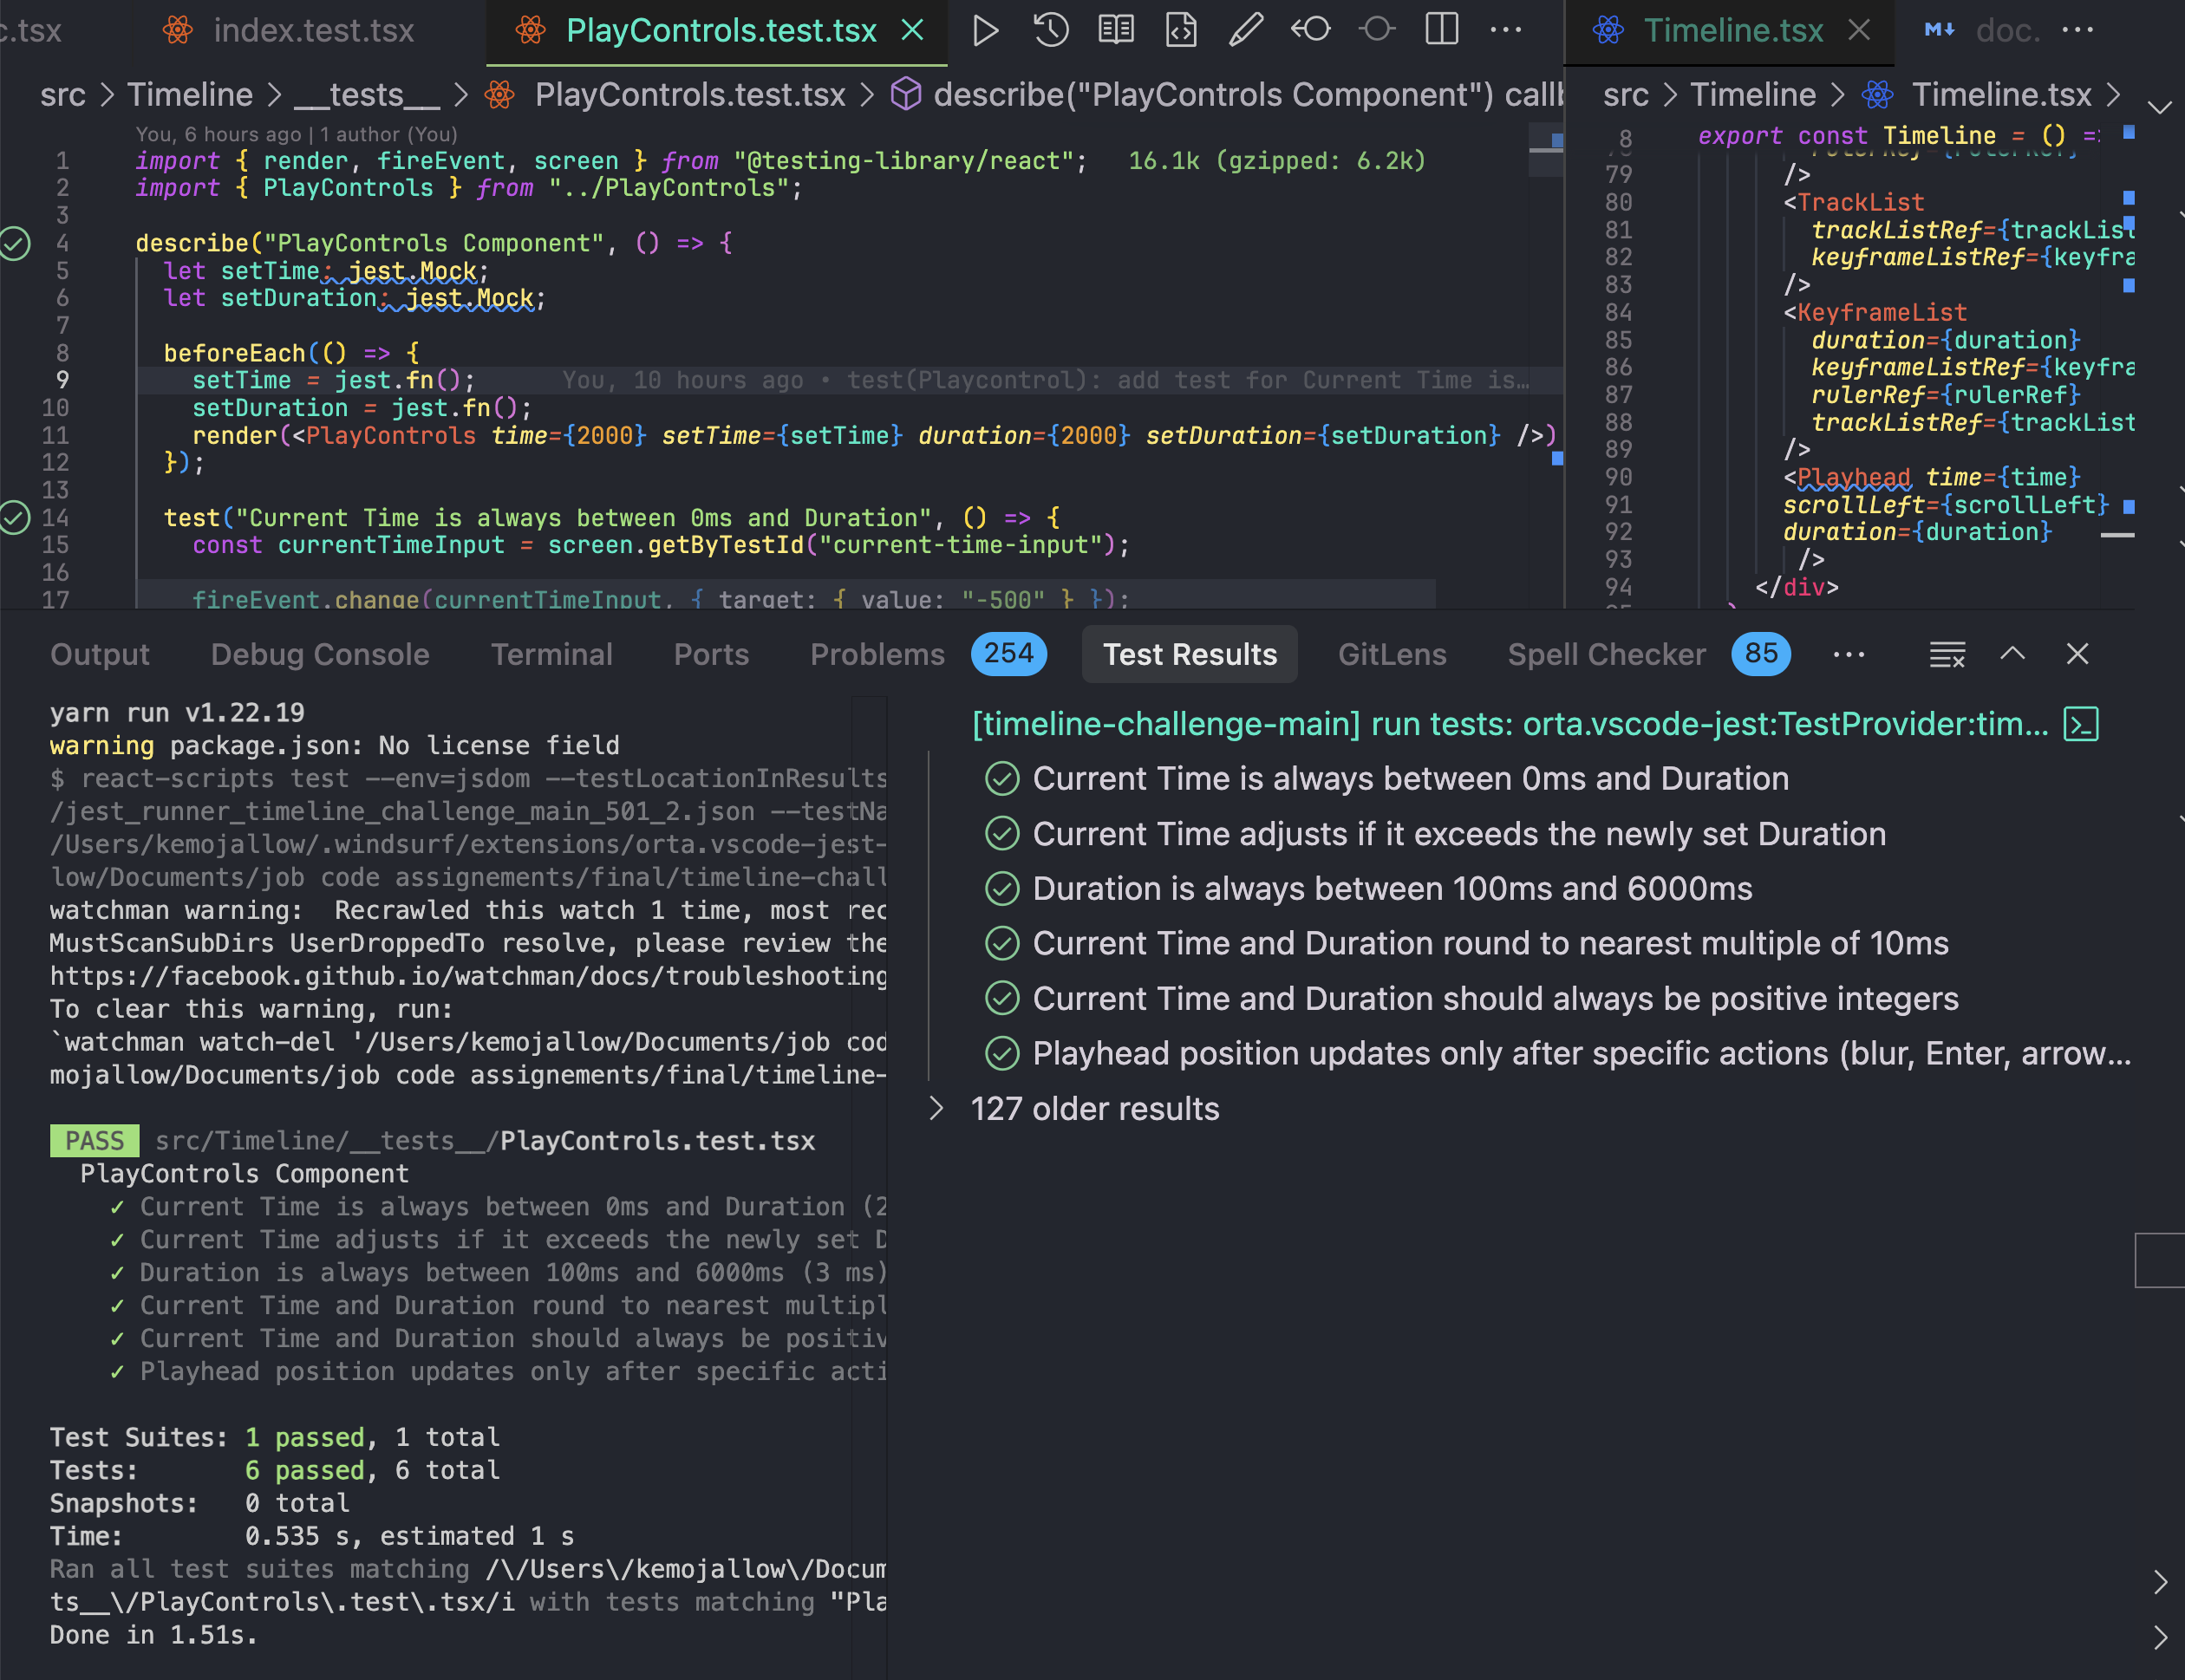 c.tsx
index.test.tsx
PlayControls.test.tsx
src > Timeline > __tests__ > PlayControls.test.tsx > describe("PlayControls Component") callb
You, 6 hours ago | 1 author (You)
1 import { render, fireEvent, screen } from "@testing-library/react"; 16.1k (gzipped: 6.2k)
2 import { PlayControls } from "../PlayControls";
3
4 describe("PlayControls Component", () => {
5 let setTime: jest.Mock;
6 let setDuration: jest.Mock;
7
8 beforeEach(() => {
9 setTime = jest.fn(); You, 10 hours ago • test(Playcontrol): add test for Current Time is…
10 setDuration = jest.fn();
11 render(<PlayControls time={2000} setTime={setTime} duration={2000} setDuration={setDuration} />)
12 });
13
14 test("Current Time is always between 0ms and Duration", () => {
15 const currentTimeInput = screen.getByTestId("current-time-input");
16
17 fireEvent.change(currentTimeInput, { target: { value: "-500" } });
Timeline.tsx
doc.
src > Timeline > Timeline.tsx >
8 export const Timeline = () =
79 />
80 <TrackList
81 trackListRef={trackList
82 keyframeListRef={keyfra
83 />
84 <KeyframeList
85 duration={duration}
86 keyframeListRef={keyfra
87 rulerRef={rulerRef}
88 trackListRef={trackList
89 />
90 <Playhead time={time}
91 scrollLeft={scrollLeft}
92 duration={duration}
93 />
94 </div>
Output Debug Console Terminal Ports Problems 254 Test Results GitLens Spell Checker 85
yarn run v1.22.19
warning package.json: No license field
$ react-scripts test --env=jsdom --testLocationInResults
/jest_runner_timeline_challenge_main_501_2.json --testNa
/Users/kemojallow/.windsurf/extensions/orta.vscode-jest-
low/Documents/job code assignements/final/timeline-chall
watchman warning:  Recrawled this watch 1 time, most rec
MustScanSubDirs UserDroppedTo resolve, please review the
https://facebook.github.io/watchman/docs/troubleshooting
To clear this warning, run:
`watchman watch-del '/Users/kemojallow/Documents/job cod
mojallow/Documents/job code assignements/final/timeline-
PASS src/Timeline/__tests__/PlayControls.test.tsx
PlayControls Component
✓ Current Time is always between 0ms and Duration (2
✓ Current Time adjusts if it exceeds the newly set D
✓ Duration is always between 100ms and 6000ms (3 ms)
✓ Current Time and Duration round to nearest multipl
✓ Current Time and Duration should always be positiv
✓ Playhead position updates only after specific acti
Test Suites: 1 passed, 1 total
Tests: 6 passed, 6 total
Snapshots: 0 total
Time: 0.535 s, estimated 1 s
Ran all test suites matching /\/Users\/kemojallow\/Docum
ts__\/PlayControls\.test\.tsx/i with tests matching "Pla
Done in 1.51s.
[timeline-challenge-main] run tests: orta.vscode-jest:TestProvider:tim...
Current Time is always between 0ms and Duration
Current Time adjusts if it exceeds the newly set Duration
Duration is always between 100ms and 6000ms
Current Time and Duration round to nearest multiple of 10ms
Current Time and Duration should always be positive integers
Playhead position updates only after specific actions (blur, Enter, arrow...
127 older results